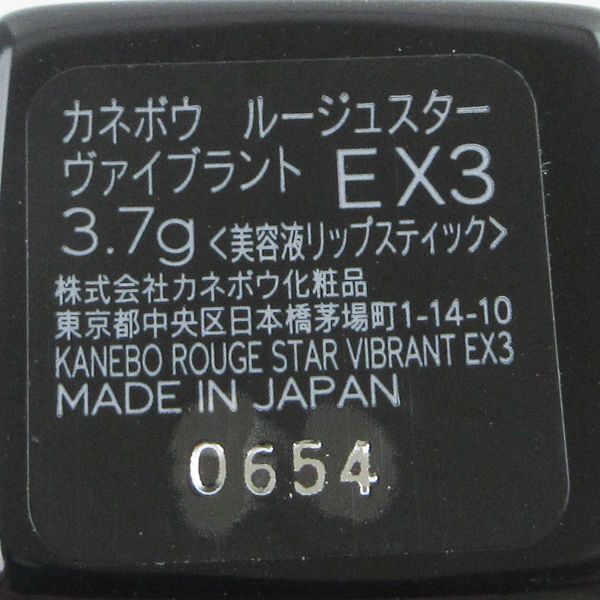 カネボウ ルージュスター
ヴァイブラント EX3
3.7g <美容液リップスティック>
株式会社カネボウ化粧品
東京都中央区日本橋茅場町1-14-10
KANEBO ROUGE STAR VIBRANT EX3
MADE IN JAPAN
0654